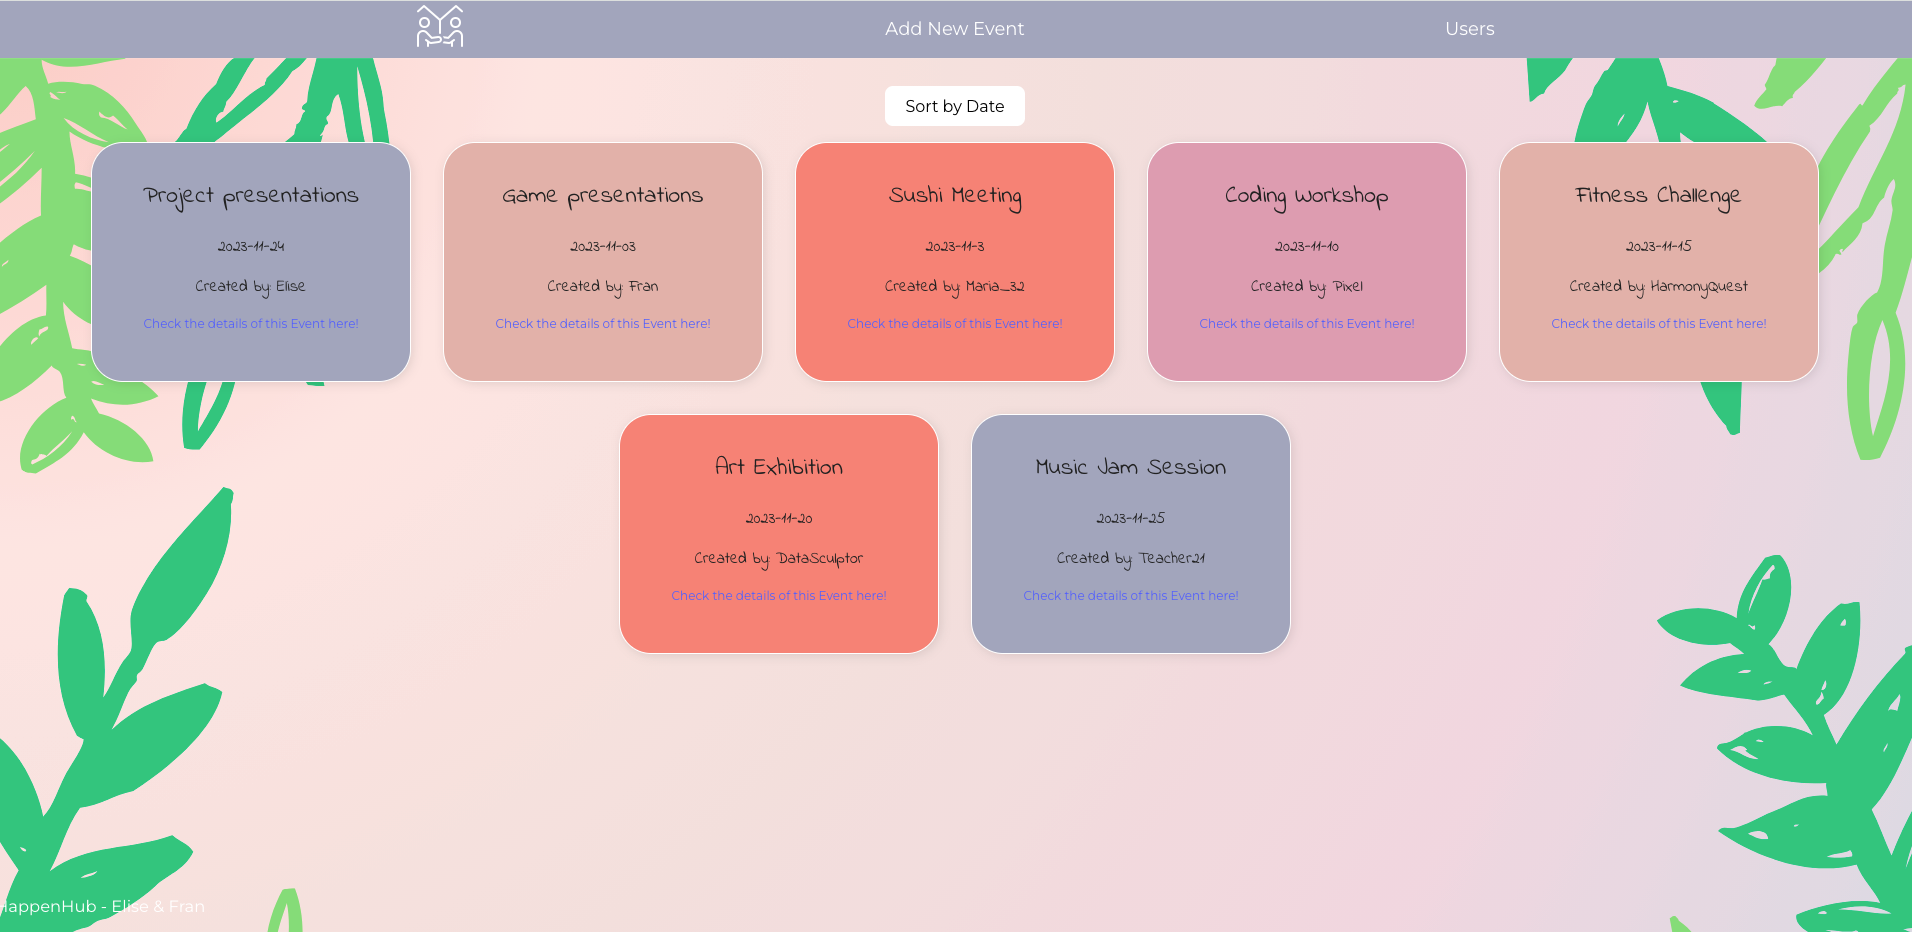 Add New Event
Users
Sort by Date
Project presentations
2023-11-24
Created by: Elise
Check the details of this Event here!
Game presentations
2023-11-03
Created by: Fran
Check the details of this Event here!
Sushi Meeting
2023-11-3
Created by: Maria_32
Check the details of this Event here!
Coding Workshop
2023-11-10
Created by: Pixel
Check the details of this Event here!
Fitness Challenge
2023-11-15
Created by: HarmonyQuest
Check the details of this Event here!
Art Exhibition
2023-11-20
Created by: DataSculptor
Check the details of this Event here!
Music Jam Session
2023-11-25
Created by: Teacher21
Check the details of this Event here!
HappenHub - Elise & Fran